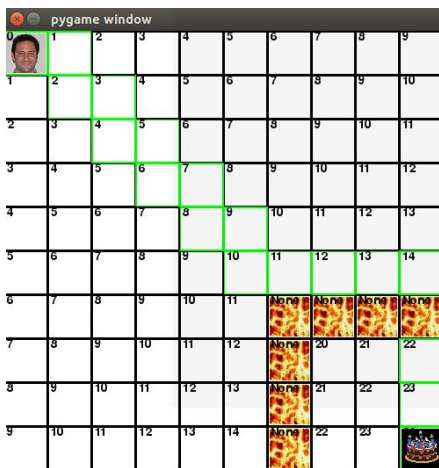 pygame window
0 1 2 3 4 5 6 7 8 9
1 2 3 4 5 6 7 8 9 10
2 3 4 5 6 7 8 9 10 11
3 4 5 6 7 8 9 10 11 12
4 5 6 7 8 9 10 11 12 13
5 6 7 8 9 10 11 12 13 14
6 7 8 9 10 11 None None None None
7 8 9 10 11 12 None 20 21 22
8 9 10 11 12 13 None 21 22 23
9 10 11 12 13 14 None 22 23